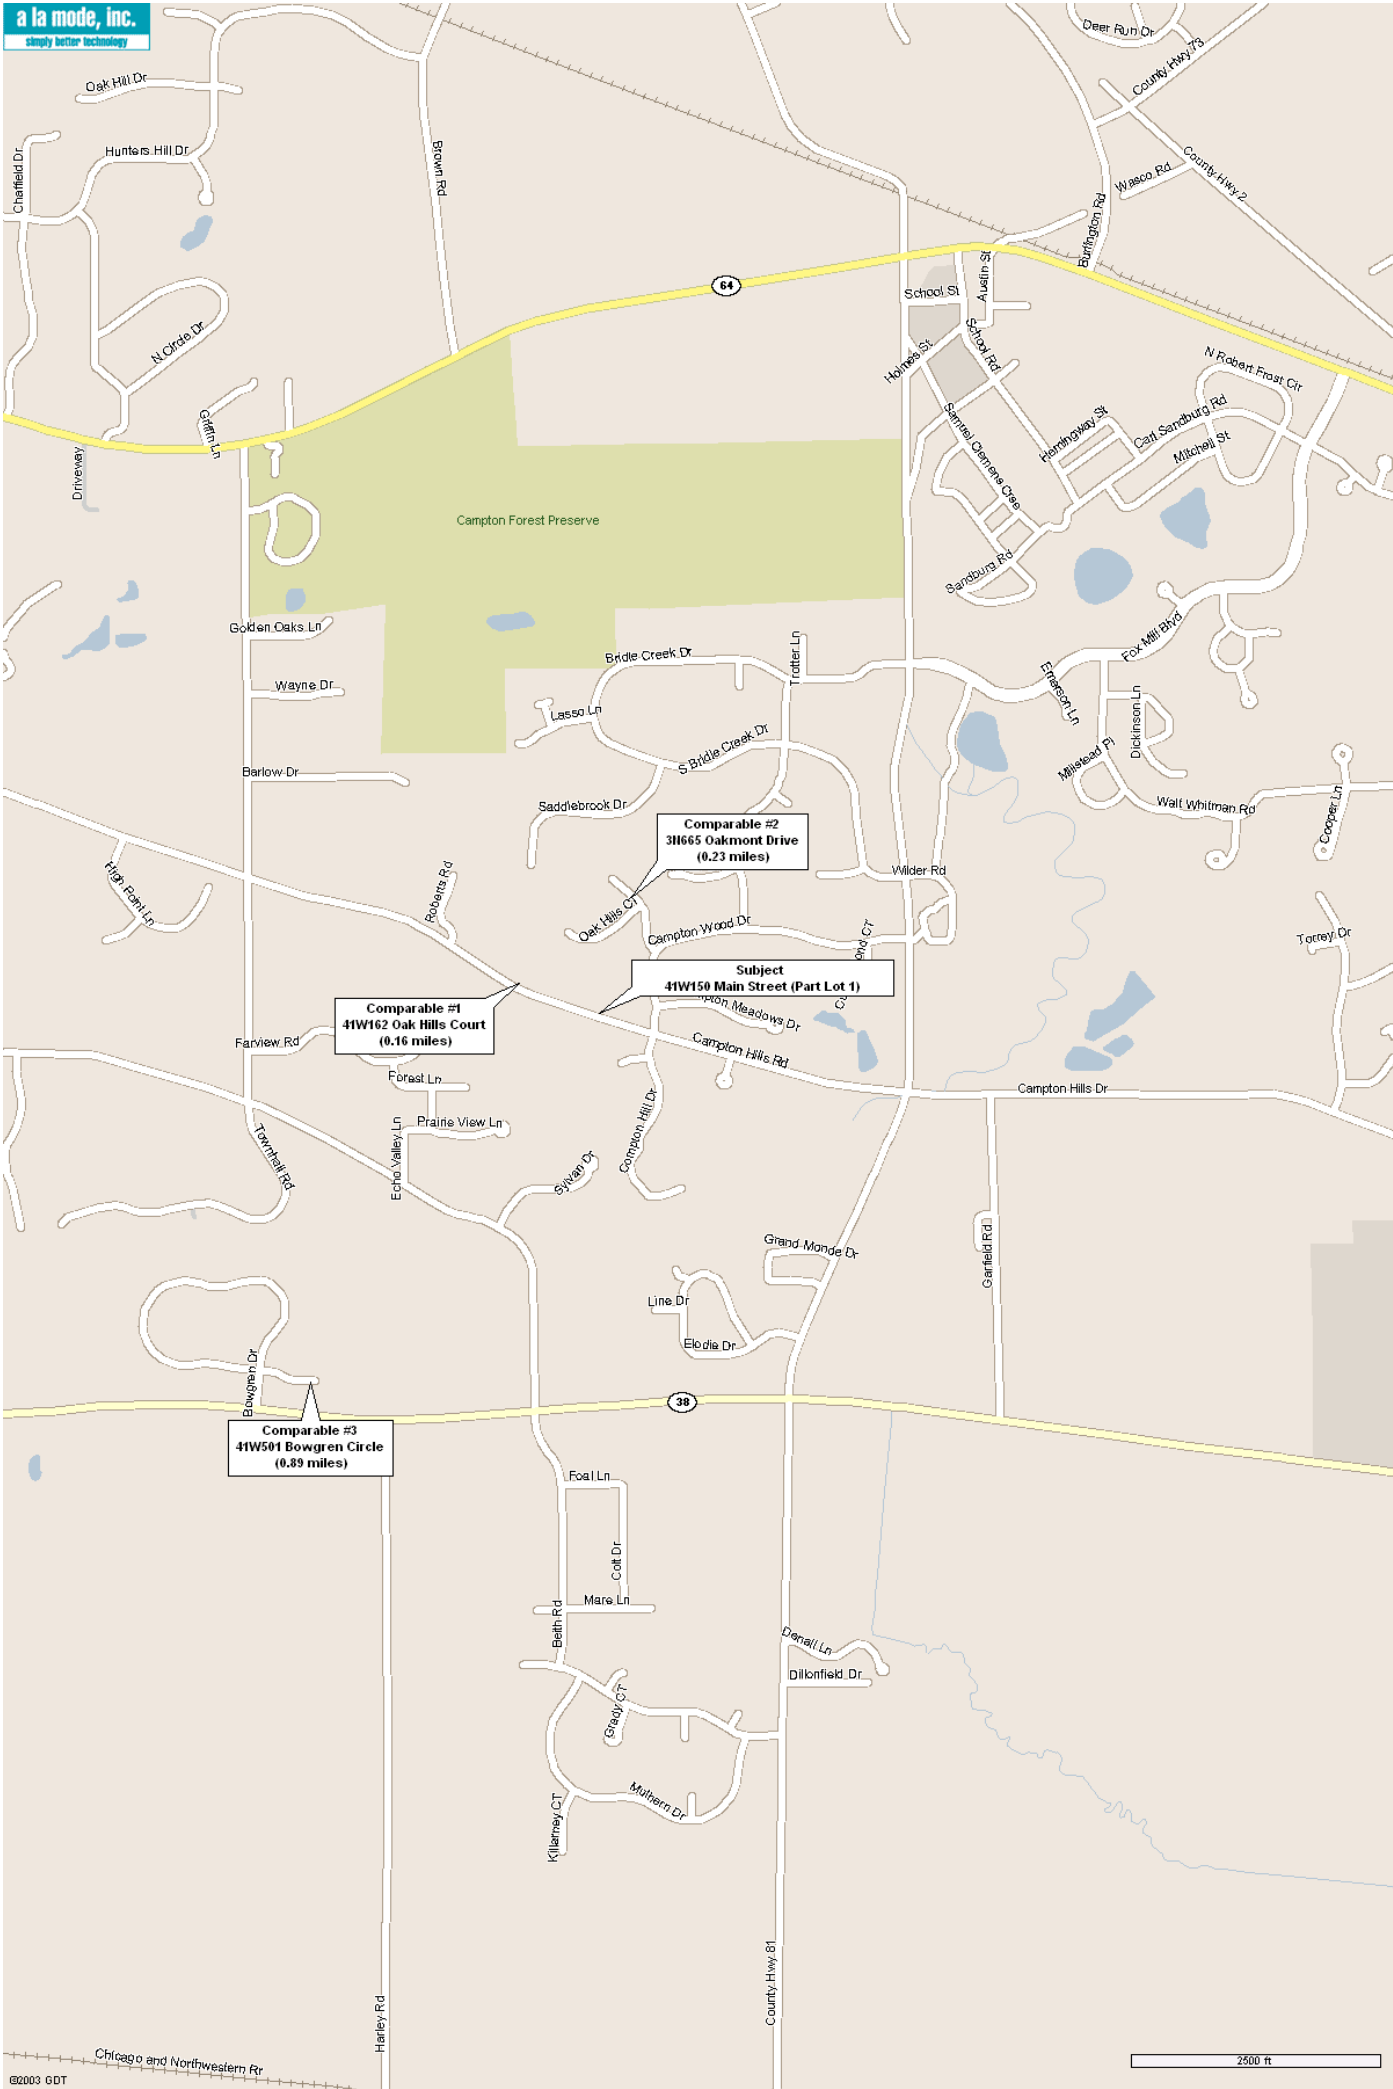 a la mode, inc.
simply better technology
Deer Run Dr
County Hwy 73
Oak Hill Dr
Hunters Hill Dr
Chaffield Dr
Brown Rd
County Hwy 2
Wasco Rd
Burlington Rd
64
School St
Austin St
School Rd
Holmes St
N Circle Dr
N Robert Frost Cir
Griffin Ln
Samuel Clemens Crse
Hemingway St
Carl Sandburg Rd
Mitchell St
Driveway
Campton Forest Preserve
Sandburg Rd
Golden Oaks Ln
Bridle Creek Dr
Trotter Ln
Fox Mill Blvd
Emerson Ln
Wayne Dr
Dickinson Ln
Lasso Ln
S Bridle Creek Dr
Millstead Pl
Barlow Dr
Saddlebrook Dr
Walt Whitman Rd
Cooper Ln
Comparable #2
3N665 Oakmont Drive
(0.23 miles)
Wilder Rd
High Point Ln
Roberts Rd
Oak Hills CT
Campton Wood Dr
ond CT
Torrey Dr
Subject
41W150 Main Street (Part Lot 1)
Comparable #1
41W162 Oak Hills Court
(0.16 miles)
pton Meadows Dr
Farview Rd
Campton Hills Rd
Forest Ln
Campton Hills Dr
Prairie View Ln
Echo Valley Ln
Compton Hill Dr
Townhall Rd
Sylvan Dr
Grand Monde Dr
Garfield Rd
Line Dr
Elodie Dr
Bowgren Dr
38
Comparable #3
41W501 Bowgren Circle
(0.89 miles)
Foal Ln
Colt Dr
Mare Ln
Beith Rd
Denali Ln
Dillonfield Dr
Grady CT
Mulhern Dr
Killarney CT
County Hwy 81
Harley Rd
Chicago and Northwestern Rr
2500 ft
©2003 GDT